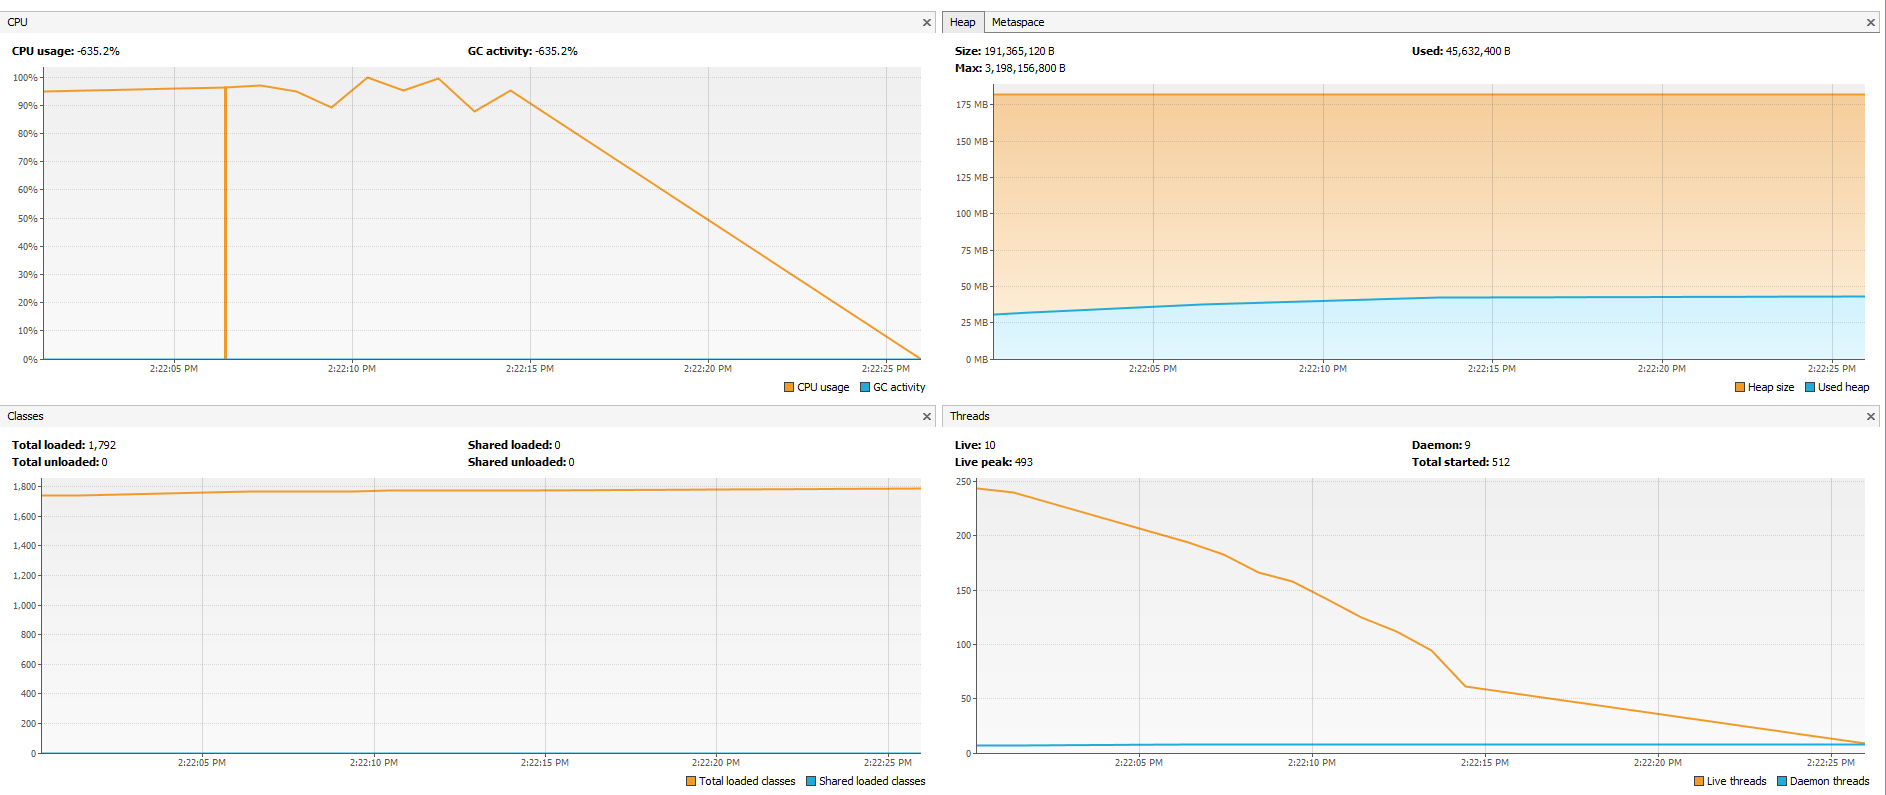 CPU
CPU usage: -635.2% GC activity: -635.2%
100%
90%
80%
70%
60%
50%
40%
30%
20%
10%
0%
2:22:05 PM 2:22:10 PM 2:22:15 PM 2:22:20 PM 2:22:25 PM
CPU usage GC activity
Heap Metaspace
Size: 191,365,120 B Used: 45,632,400 B
Max: 3,198,156,800 B
175 MB
150 MB
125 MB
100 MB
75 MB
50 MB
25 MB
0 MB
2:22:05 PM 2:22:10 PM 2:22:15 PM 2:22:20 PM 2:22:25 PM
Heap size Used heap
Classes
Total loaded: 1,792 Shared loaded: 0
Total unloaded: 0 Shared unloaded: 0
1,800
1,600
1,400
1,200
1,000
800
600
400
200
0
2:22:05 PM 2:22:10 PM 2:22:15 PM 2:22:20 PM 2:22:25 PM
Total loaded classes Shared loaded classes
Threads
Live: 10 Daemon: 9
Live peak: 493 Total started: 512
250
200
150
100
50
0
2:22:05 PM 2:22:10 PM 2:22:15 PM 2:22:20 PM 2:22:25 PM
Live threads Daemon threads